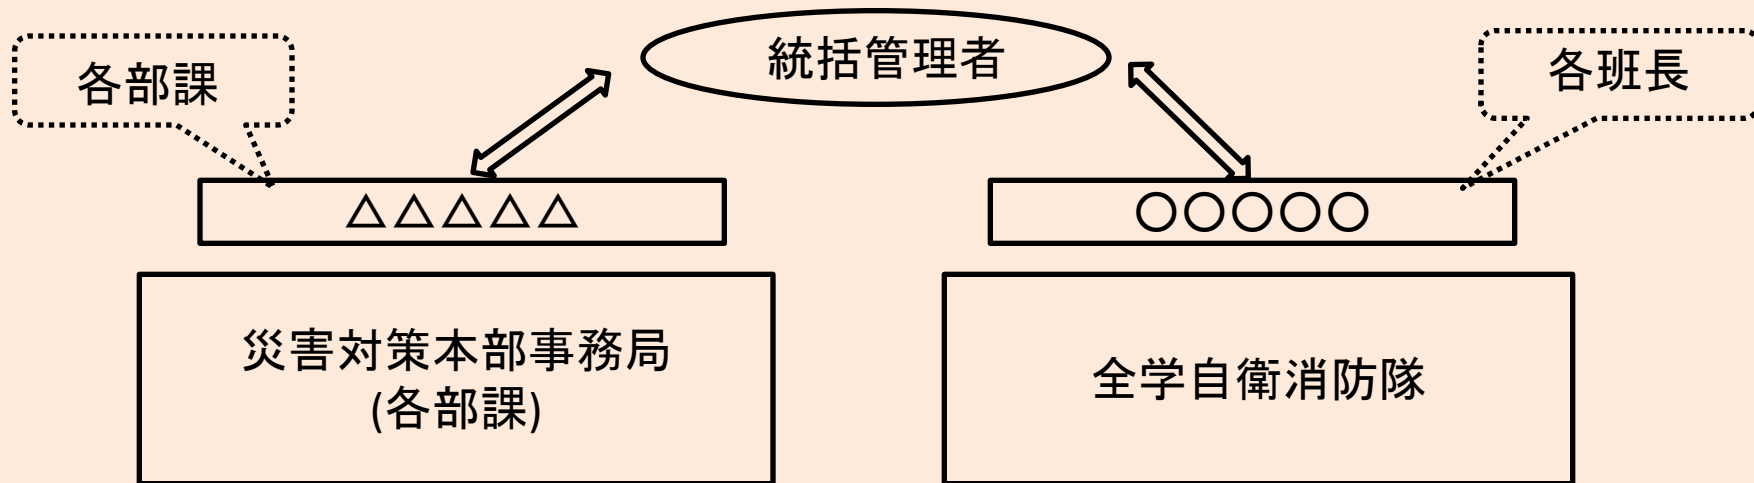 統括管理者
各部課
各班長
△△△△△
○○○○○
災害対策本部事務局
(各部課)
全学自衛消防隊